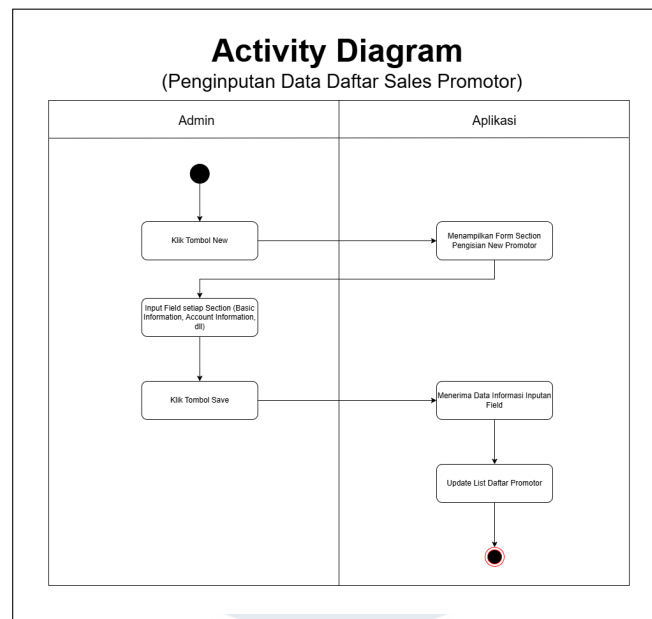 Activity Diagram
(Penginputan Data Daftar Sales Promotor)
Admin
Aplikasi
Klik Tombol New
Menampilkan Form Section
Pengisian New Promotor
Input Field setiap Section (Basic
Information, Account Information,
dll)
Klik Tombol Save
Menerima Data Informasi Inputan
Field
Update List Daftar Promotor